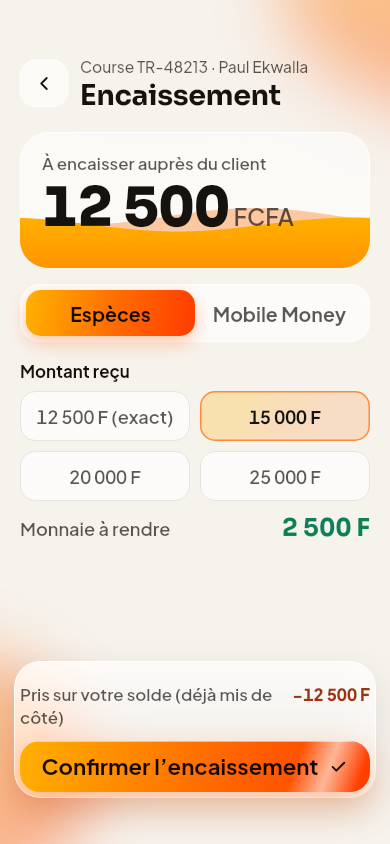 Course TR-48213 · Paul Ekwalla
Encaissement
À encaisser auprès du client
12 500 FCFA
Espèces
Mobile Money
Montant reçu
12 500 F (exact)
15 000 F
20 000 F
25 000 F
Monnaie à rendre
2 500 F
Pris sur votre solde (déjà mis de
côté)
−12 500 F
Confirmer l’encaissement